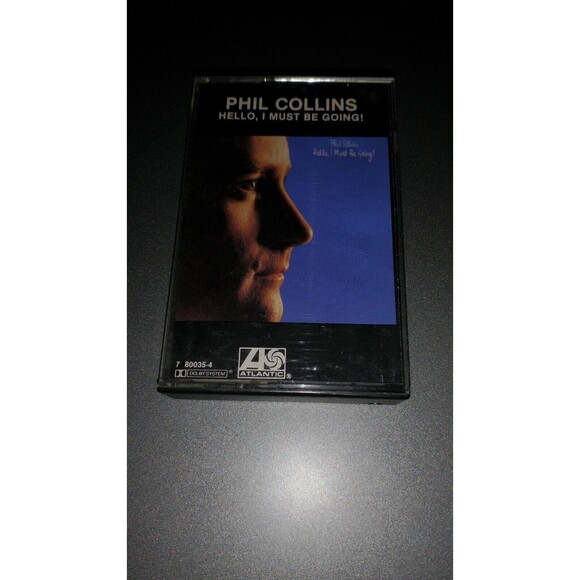 PHIL COLLINS
HELLO, I MUST BE GOING!
Phil Collins
Hello, I Must Be Going!
7 80035-4
DOLBY SYSTEM®
ATLANTIC®